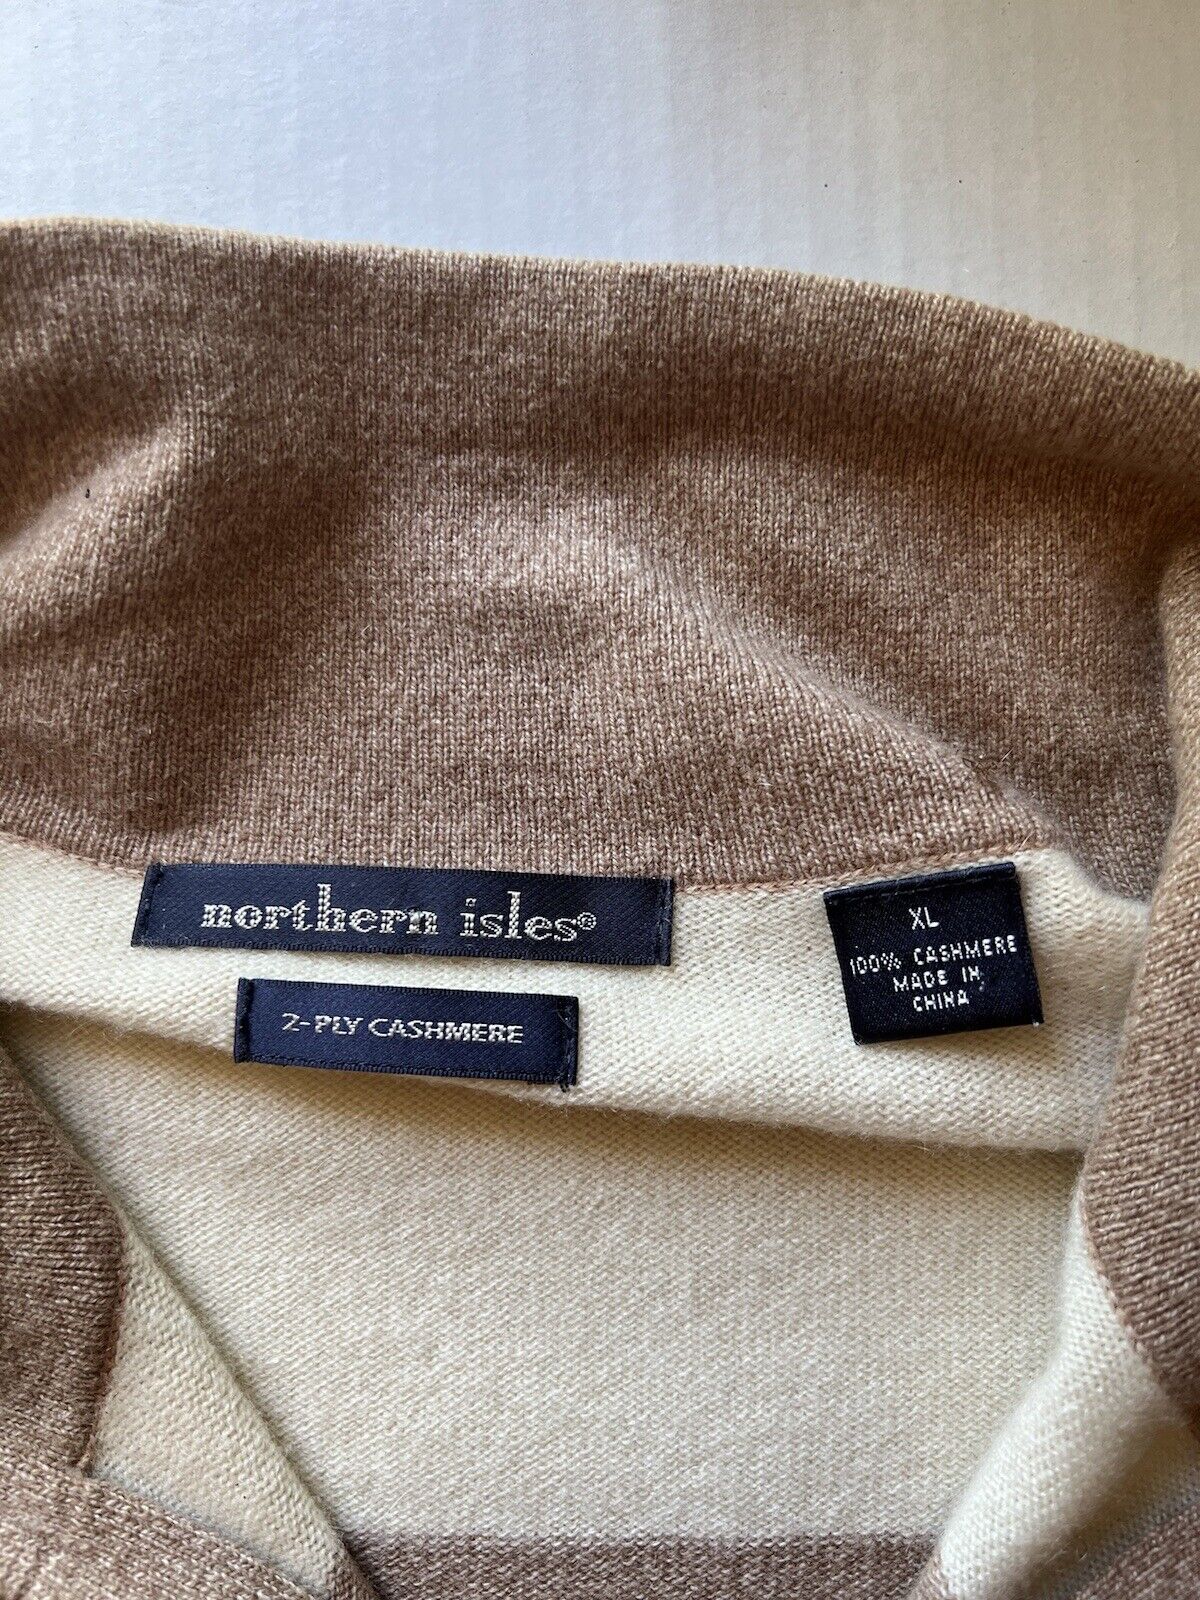 northern isles®
2-PLY CASHMERE
XL
100% CASHMERE
MADE IN
CHINA